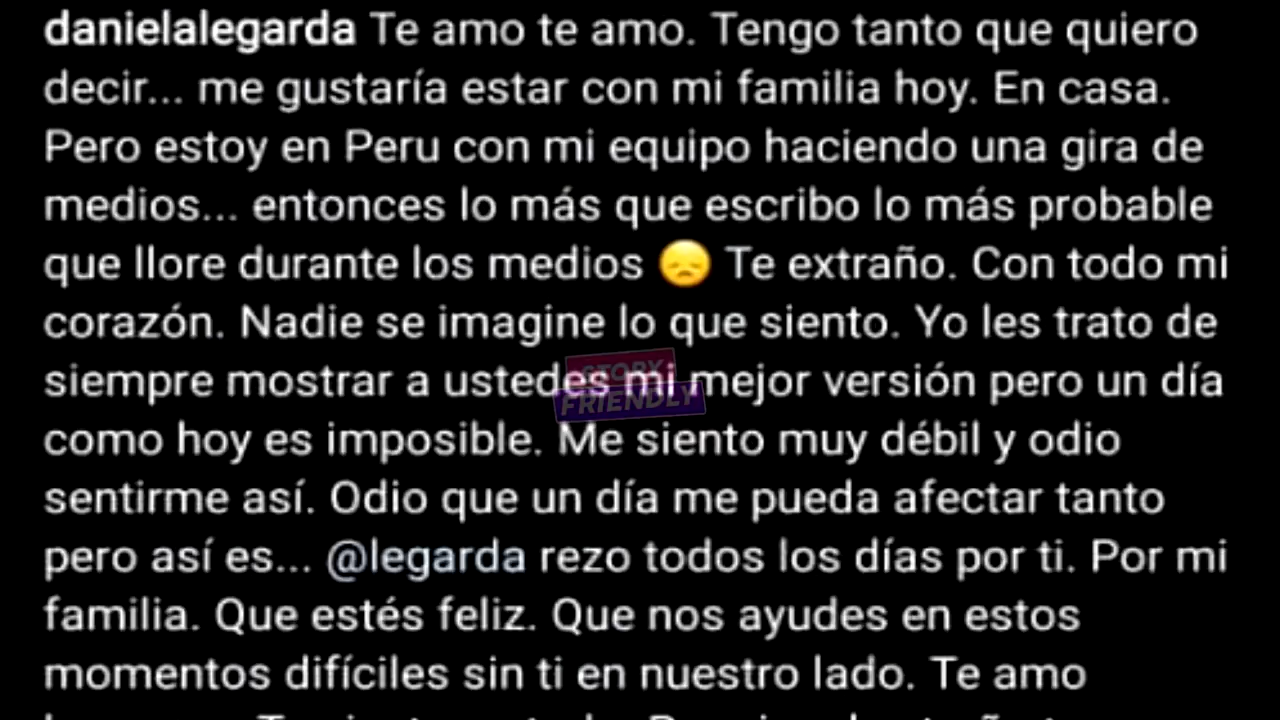 danielalegarda Te amo te amo. Tengo tanto que quiero
decir... me gustaría estar con mi familia hoy. En casa.
Pero estoy en Peru con mi equipo haciendo una gira de
medios... entonces lo más que escribo lo más probable
que llore durante los medios 😞 Te extraño. Con todo mi
corazón. Nadie se imagine lo que siento. Yo les trato de
siempre mostrar a ustedes mi mejor versión pero un día
STORY
FRIENDLY
como hoy es imposible. Me siento muy débil y odio
sentirme así. Odio que un día me pueda afectar tanto
pero así es... @legarda rezo todos los días por ti. Por mi
familia. Que estés feliz. Que nos ayudes en estos
momentos difíciles sin ti en nuestro lado. Te amo